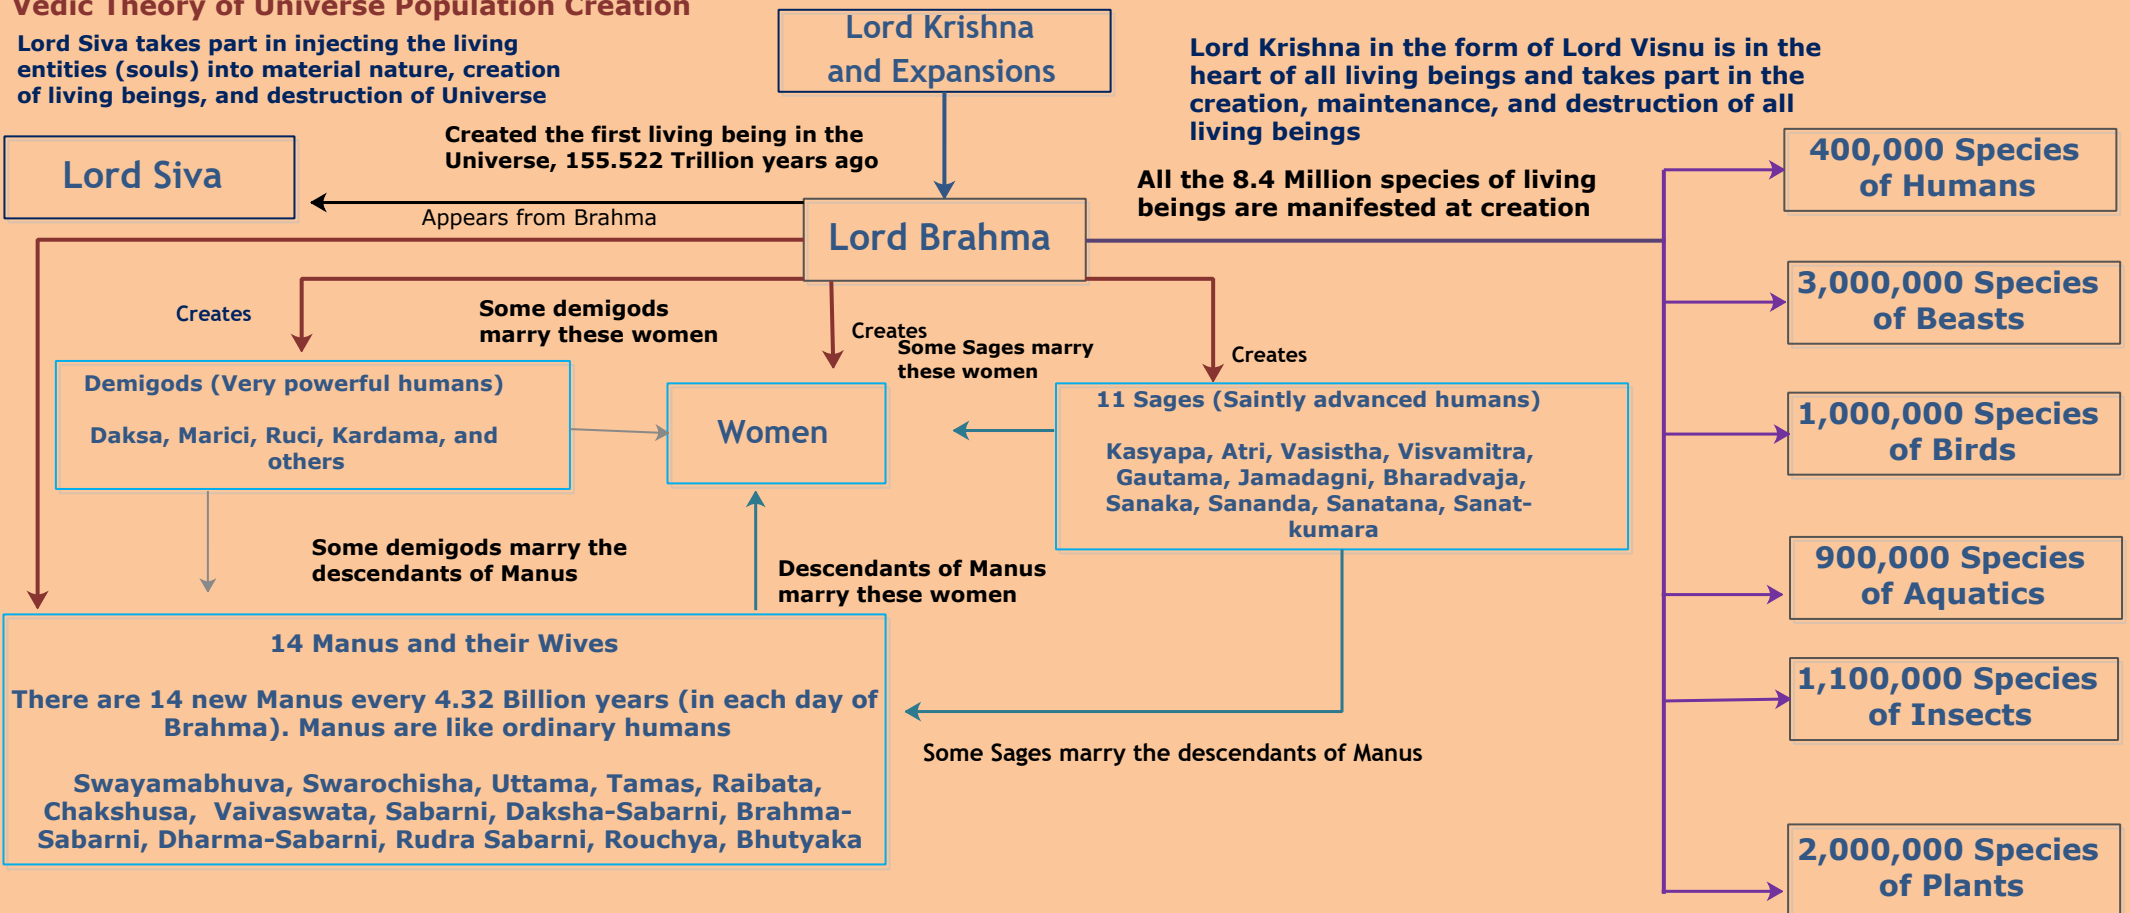 Vedic Theory of Universe Population Creation
Lord Siva takes part in injecting the living
entities (souls) into material nature, creation
of living beings, and destruction of Universe
Lord Krishna
and Expansions
Lord Krishna in the form of Lord Visnu is in the
heart of all living beings and takes part in the
creation, maintenance, and destruction of all
living beings
Created the first living being in the
Universe, 155.522 Trillion years ago
Lord Siva
Appears from Brahma
All the 8.4 Million species of living
beings are manifested at creation
Lord Brahma
400,000 Species
of Humans
3,000,000 Species
of Beasts
1,000,000 Species
of Birds
900,000 Species
of Aquatics
1,100,000 Species
of Insects
2,000,000 Species
of Plants
Creates
Some demigods
marry these women
Creates
Some Sages marry
these women
Creates
Demigods (Very powerful humans)
Daksa, Marici, Ruci, Kardama, and
others
Women
11 Sages (Saintly advanced humans)
Kasyapa, Atri, Vasistha, Visvamitra,
Gautama, Jamadagni, Bharadvaja,
Sanaka, Sananda, Sanatana, Sanat-
kumara
Some demigods marry the
descendants of Manus
Descendants of Manus
marry these women
14 Manus and their Wives
There are 14 new Manus every 4.32 Billion years (in each day of
Brahma). Manus are like ordinary humans
Swayamabhuva, Swarochisha, Uttama, Tamas, Raibata,
Chakshusa,  Vaivaswata, Sabarni, Daksha-Sabarni, Brahma-
Sabarni, Dharma-Sabarni, Rudra Sabarni, Rouchya, Bhutyaka
Some Sages marry the descendants of Manus